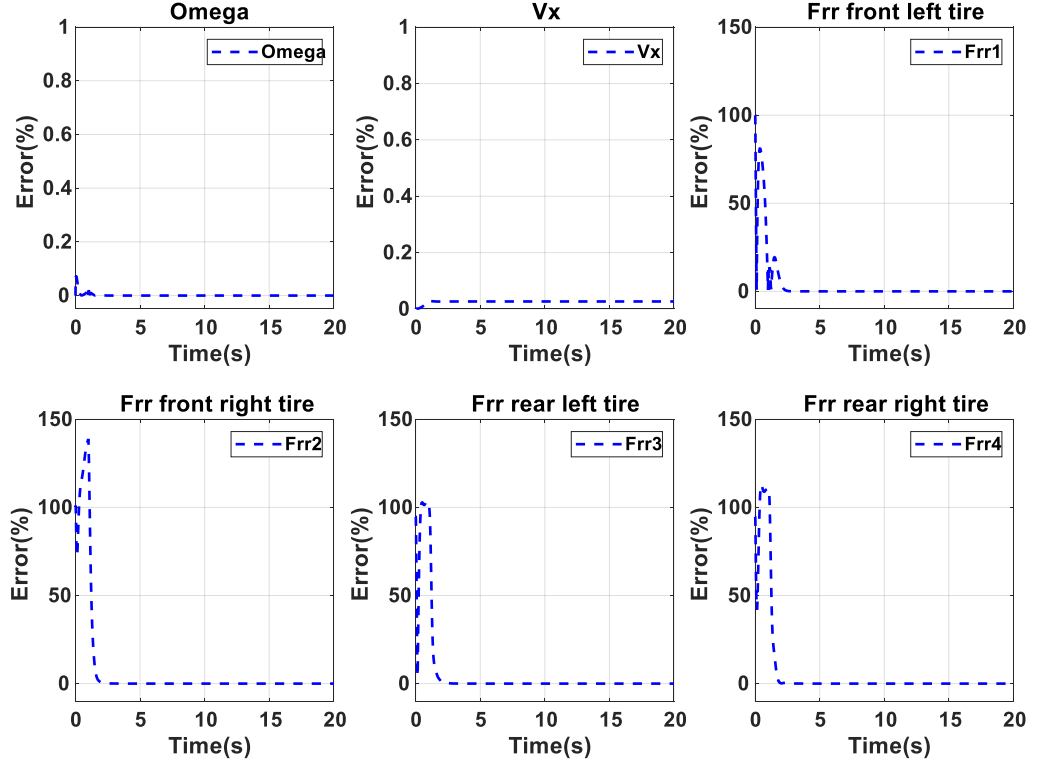 Omega
Vx
Frr front left tire
1
0.8
0.6
0.4
0.2
0
Error(%)
Omega
0
5
10
15
20
Time(s)
1
0.8
0.6
0.4
0.2
0
Error(%)
Vx
0
5
10
15
20
Time(s)
150
100
50
0
Error(%)
Frr1
0
5
10
15
20
Time(s)
Frr front right tire
Frr rear left tire
Frr rear right tire
150
100
50
0
Error(%)
Frr2
0
5
10
15
20
Time(s)
150
100
50
0
Error(%)
Frr3
0
5
10
15
20
Time(s)
150
100
50
0
Error(%)
Frr4
0
5
10
15
20
Time(s)